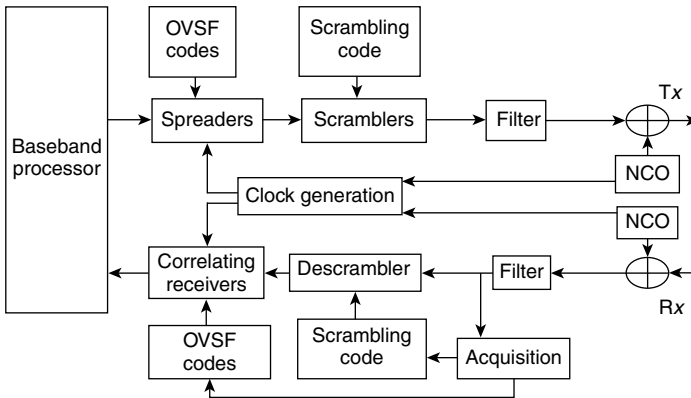 OVSF
codes
Scrambling
code
Tx
Baseband
processor
Spreaders
Scramblers
Filter
Clock generation
NCO
NCO
Correlating
receivers
Descrambler
Filter
Rx
OVSF
codes
Scrambling
code
Acquisition